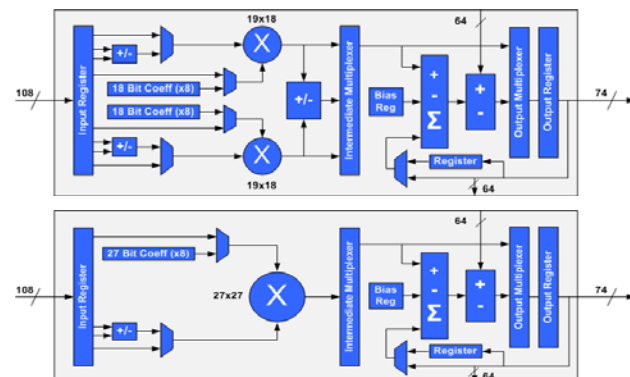 19x18
64
108
Input Register
+/-
X
18 Bit Coeff (x8)
18 Bit Coeff (x8)
+/-
+/-
X
19x18
Intermediate Multiplexer
Bias
Reg
Σ - +
+
-
Register
Output Multiplexer
Output Register
74
64
64
108
Input Register
27 Bit Coeff (x8)
27x27
X
+/-
Intermediate Multiplexer
Bias
Reg
Σ - +
+
-
Register
Output Multiplexer
Output Register
74
64